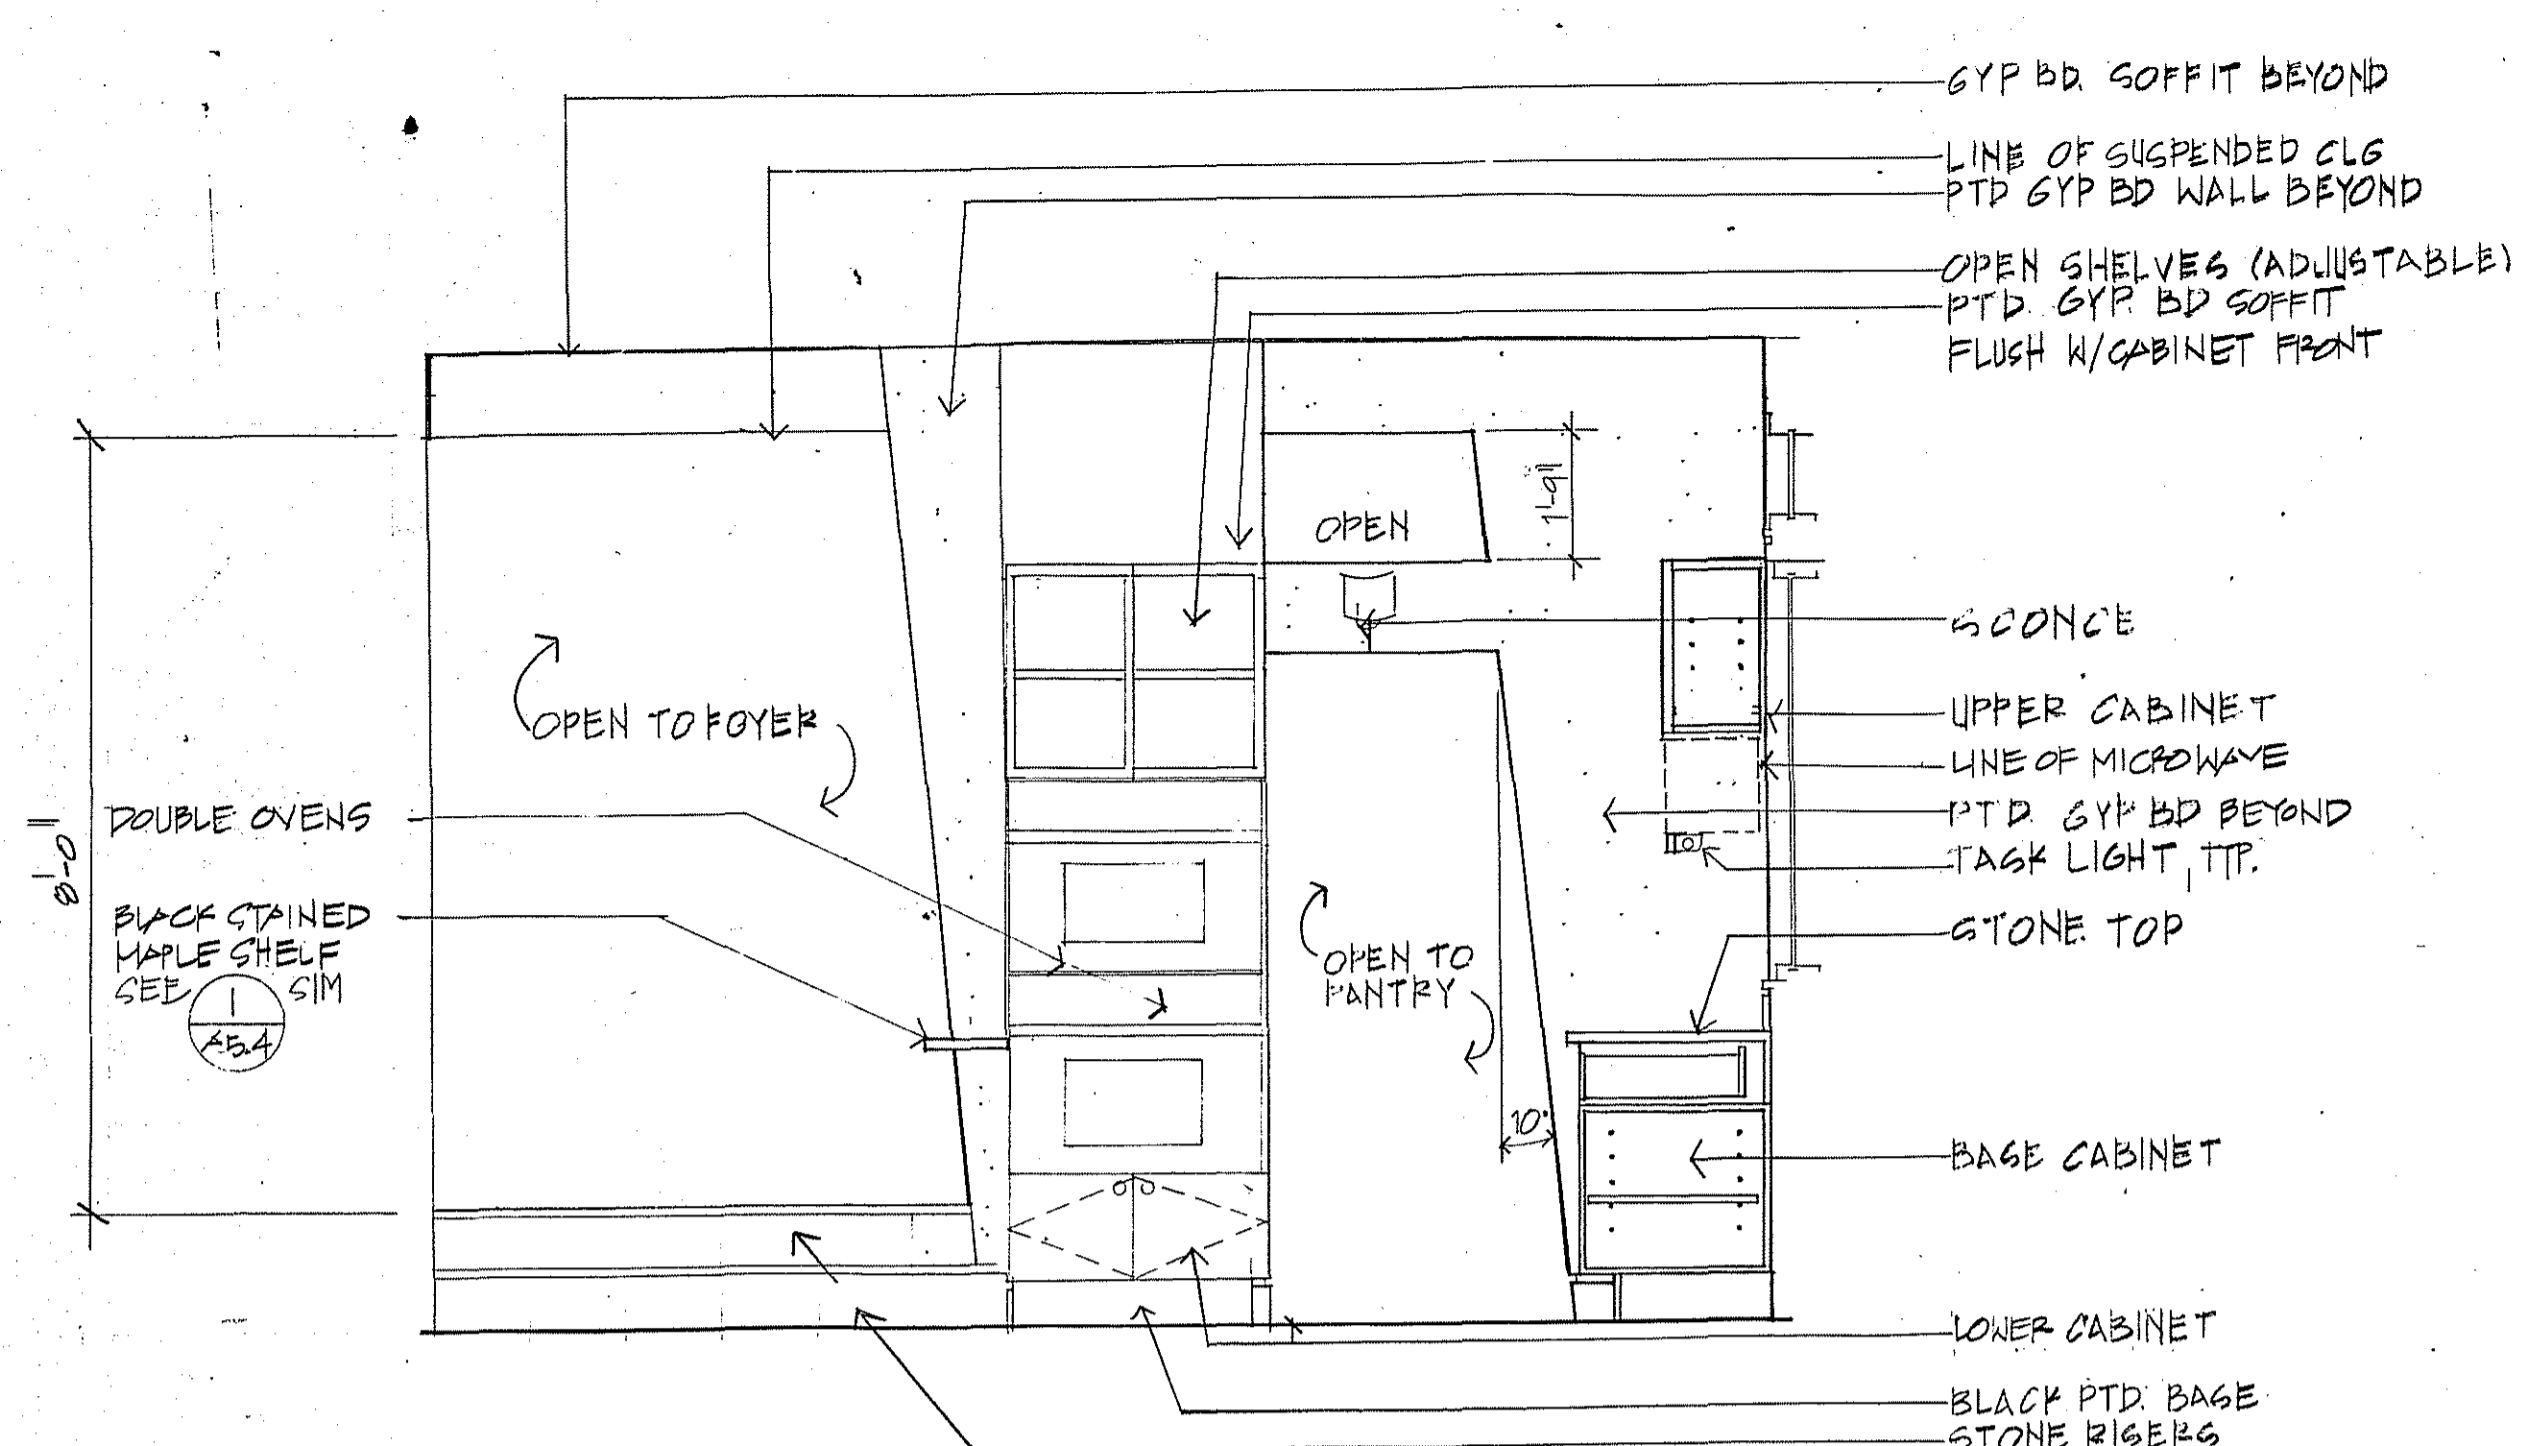 GYP BD. SOFFIT BEYOND
LINE OF SUSPENDED CLG
PTD GYP BD WALL BEYOND
OPEN SHELVES (ADJUSTABLE)
PTD. GYP. BD SOFFIT
FLUSH W/CABINET FRONT
1'-9"
OPEN
SCONCE
OPEN TO FOYER
UPPER CABINET
LINE OF MICROWAVE
DOUBLE OVENS
PTD. GYP BD BEYOND
TASK LIGHT, TYP.
8'-0"
BLACK STAINED
MAPLE SHELF
SEE 1 SIM
A5.4
STONE TOP
OPEN TO
PANTRY
10"
BASE CABINET
LOWER CABINET
BLACK PTD. BASE
STONE RISERS